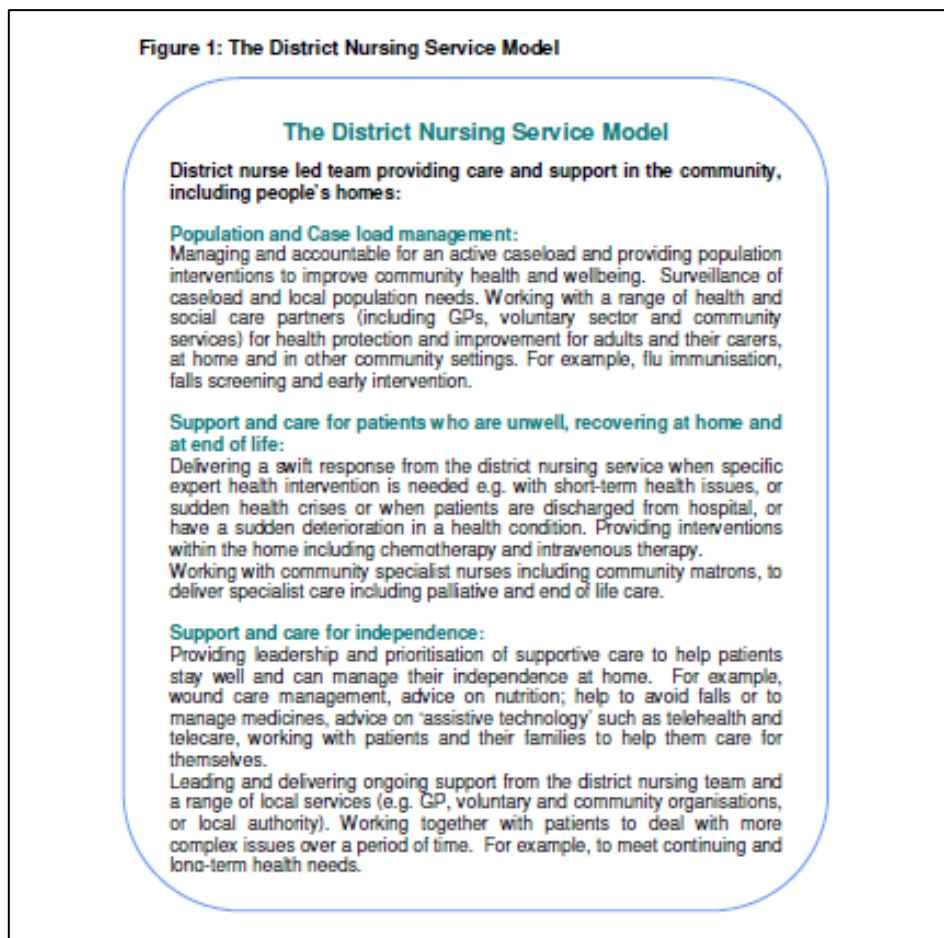 Figure 1: The District Nursing Service Model
The District Nursing Service Model
District nurse led team providing care and support in the community,
including people's homes:
Population and Case load management:
Managing and accountable for an active caseload and providing population
interventions to improve community health and wellbeing. Surveillance of
caseload and local population needs. Working with a range of health and
social care partners (including GPs, voluntary sector and community
services) for health protection and improvement for adults and their carers,
at home and in other community settings. For example, flu immunisation,
falls screening and early intervention.
Support and care for patients who are unwell, recovering at home and
at end of life:
Delivering a swift response from the district nursing service when specific
expert health intervention is needed e.g. with short-term health issues, or
sudden health crises or when patients are discharged from hospital, or
have a sudden deterioration in a health condition. Providing interventions
within the home including chemotherapy and intravenous therapy.
Working with community specialist nurses including community matrons, to
deliver specialist care including palliative and end of life care.
Support and care for independence:
Providing leadership and prioritisation of supportive care to help patients
stay well and can manage their independence at home. For example,
wound care management, advice on nutrition; help to avoid falls or to
manage medicines, advice on 'assistive technology' such as telehealth and
telecare, working with patients and their families to help them care for
themselves.
Leading and delivering ongoing support from the district nursing team and
a range of local services (e.g. GP, voluntary and community organisations,
or local authority). Working together with patients to deal with more
complex issues over a period of time. For example, to meet continuing and
long-term health needs.